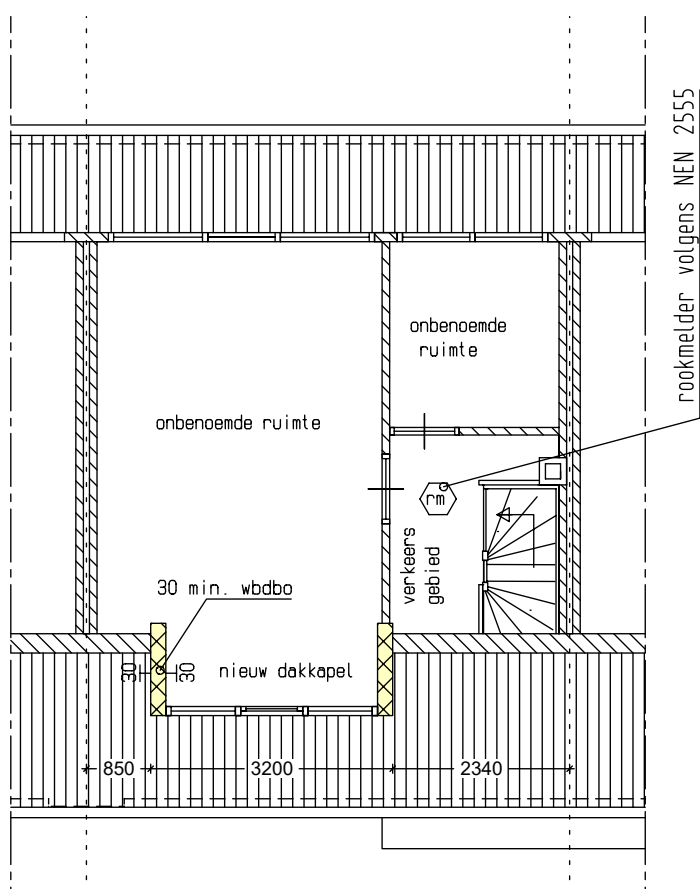 rookmelder volgens NEN 2555
onbenoemde
ruimte
onbenoemde ruimte
rm
verkeers
gebied
30 min. wbdbo
30
30
nieuw dakkapel
850
3200
2340